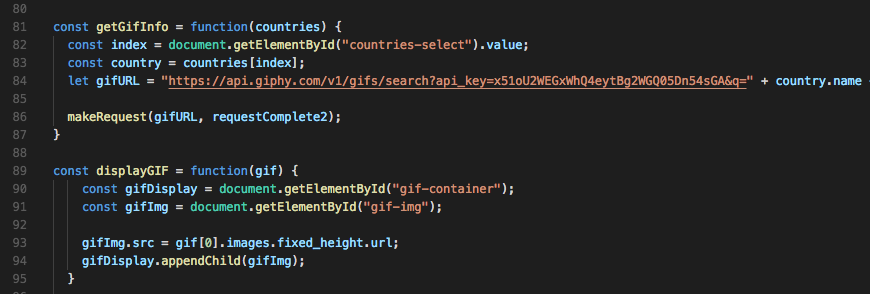 80
81 const getGifInfo = function(countries) {
82 const index = document.getElementById("countries-select").value;
83 const country = countries[index];
84 let gifURL = "https://api.giphy.com/v1/gifs/search?api_key=x51oU2WEGxWhQ4eytBg2WGQ05Dn54sGA&q=" + country.name
85
86 makeRequest(gifURL, requestComplete2);
87 }
88
89 const displayGIF = function(gif) {
90 const gifDisplay = document.getElementById("gif-container");
91 const gifImg = document.getElementById("gif-img");
92
93 gifImg.src = gif[0].images.fixed_height.url;
94 gifDisplay.appendChild(gifImg);
95 }